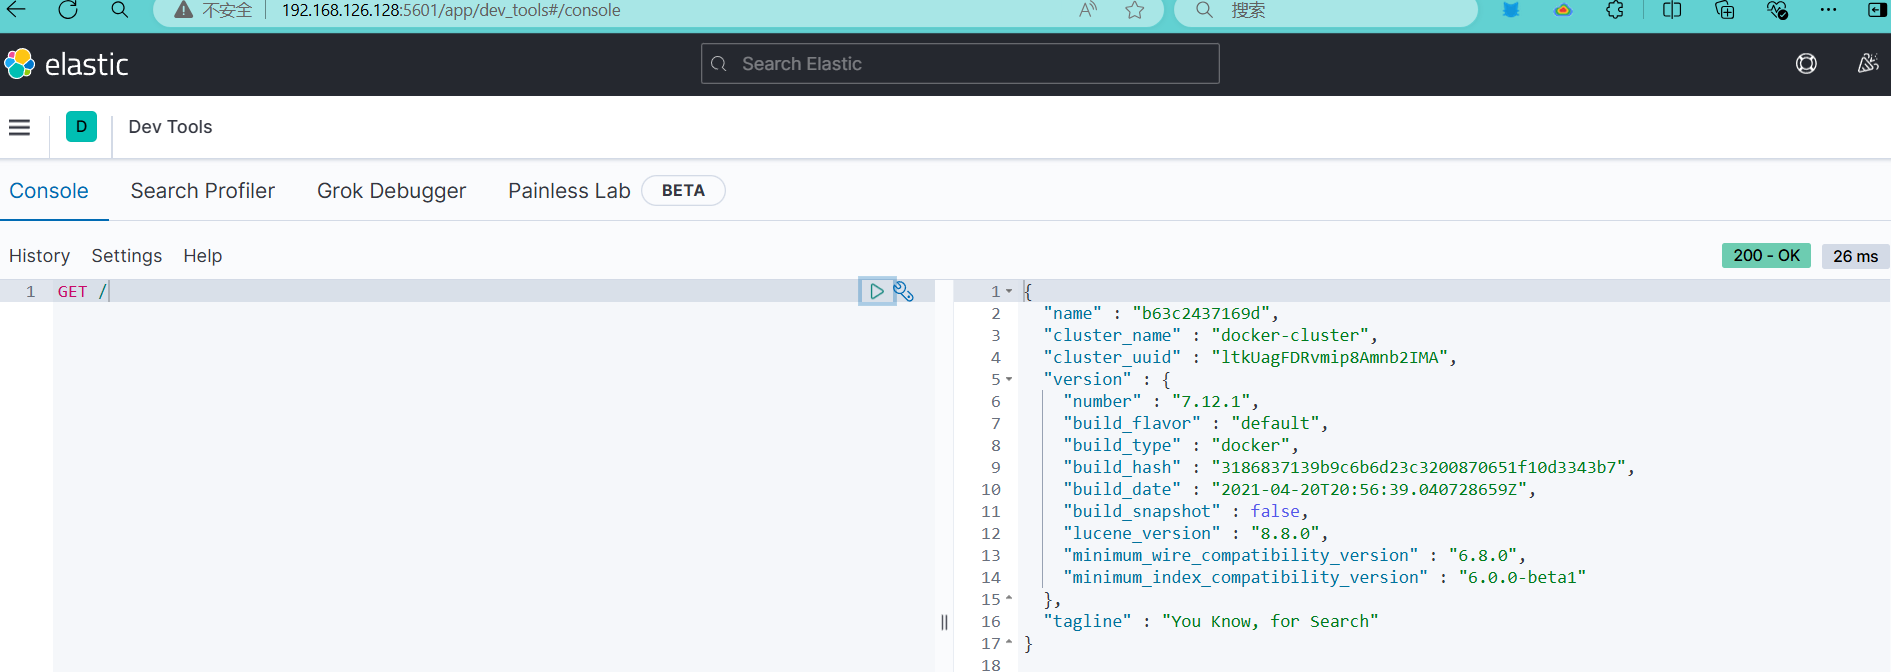 不安全 192.168.126.128:5601/app/dev_tools#/console A 搜索
elastic Search Elastic
D Dev Tools
Console Search Profiler Grok Debugger Painless Lab BETA
History Settings Help 200 - OK 26 ms
1 GET /
1 {
2 "name" : "b63c2437169d",
3 "cluster_name" : "docker-cluster",
4 "cluster_uuid" : "ltkUagFDRvmip8Amnb2IMA",
5 "version" : {
6 "number" : "7.12.1",
7 "build_flavor" : "default",
8 "build_type" : "docker",
9 "build_hash" : "3186837139b9c6b6d23c3200870651f10d3343b7",
10 "build_date" : "2021-04-20T20:56:39.040728659Z",
11 "build_snapshot" : false,
12 "lucene_version" : "8.8.0",
13 "minimum_wire_compatibility_version" : "6.8.0",
14 "minimum_index_compatibility_version" : "6.0.0-beta1"
15 },
16 "tagline" : "You Know, for Search"
17 }
18